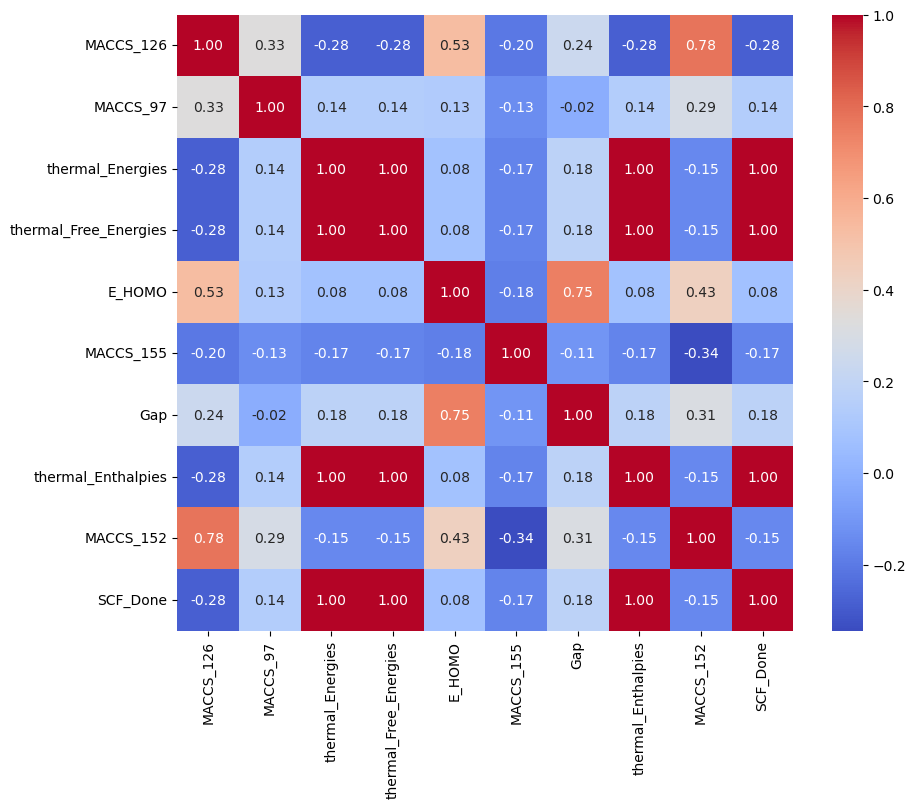 MACCS_126 1.00 0.33 -0.28 -0.28 0.53 -0.20 0.24 -0.28 0.78 -0.28
MACCS_97 0.33 1.00 0.14 0.14 0.13 -0.13 -0.02 0.14 0.29 0.14
thermal_Energies -0.28 0.14 1.00 1.00 0.08 -0.17 0.18 1.00 -0.15 1.00
thermal_Free_Energies -0.28 0.14 1.00 1.00 0.08 -0.17 0.18 1.00 -0.15 1.00
E_HOMO 0.53 0.13 0.08 0.08 1.00 -0.18 0.75 0.08 0.43 0.08
MACCS_155 -0.20 -0.13 -0.17 -0.17 -0.18 1.00 -0.11 -0.17 -0.34 -0.17
Gap 0.24 -0.02 0.18 0.18 0.75 -0.11 1.00 0.18 0.31 0.18
thermal_Enthalpies -0.28 0.14 1.00 1.00 0.08 -0.17 0.18 1.00 -0.15 1.00
MACCS_152 0.78 0.29 -0.15 -0.15 0.43 -0.34 0.31 -0.15 1.00 -0.15
SCF_Done -0.28 0.14 1.00 1.00 0.08 -0.17 0.18 1.00 -0.15 1.00
MACCS_126
MACCS_97
thermal_Energies
thermal_Free_Energies
E_HOMO
MACCS_155
Gap
thermal_Enthalpies
MACCS_152
SCF_Done
1.0
0.8
0.6
0.4
0.2
0.0
−0.2